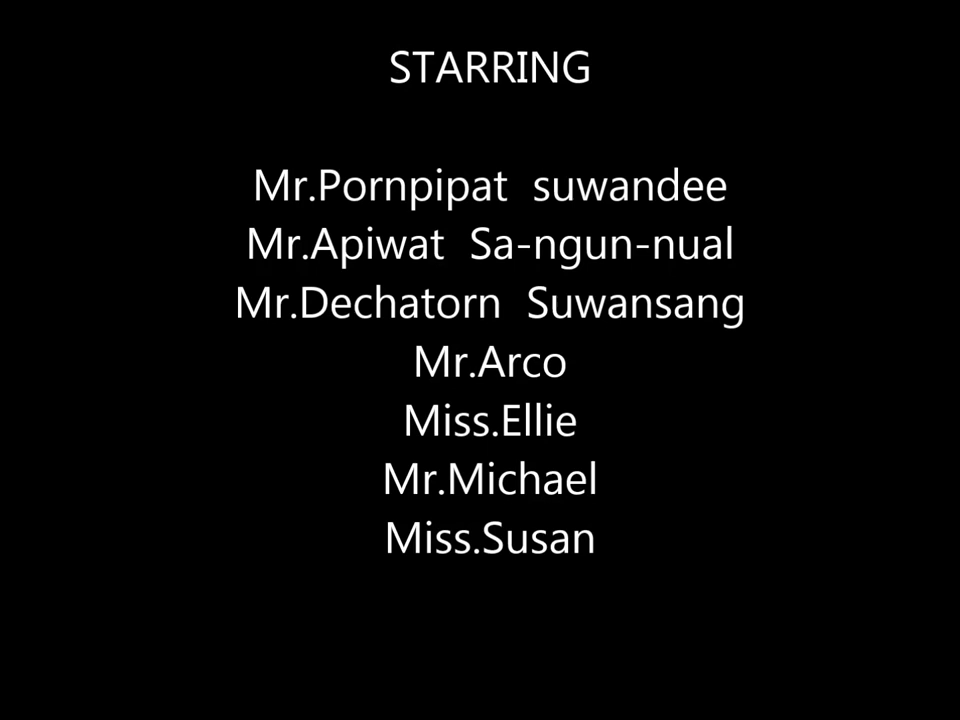 STARRING
Mr.Pornpipat suwandee
Mr.Apiwat Sa-ngun-nual
Mr.Dechatorn Suwansang
Mr.Arco
Miss.Ellie
Mr.Michael
Miss.Susan